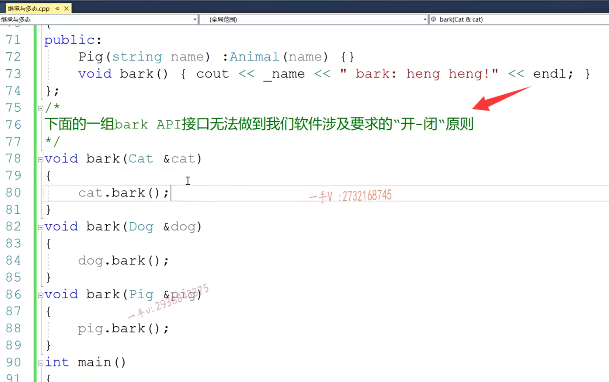 继承与多态.cpp
继承与多态
(全局范围)
bark(Cat & cat)
70 {
71 public:
72 Pig(string name) :Animal(name) {}
73 void bark() { cout << _name << " bark: heng heng!" << endl; }
74 };
75 /*
76 下面的一组bark API接口无法做到我们软件涉及要求的“开-闭“原则
77 */
78 void bark(Cat &cat)
79 {
80 cat.bark();
一手V :2732168745
81 }
82 void bark(Dog &dog)
83 {
84 dog.bark();
85 }
86 void bark(Pig &pig)
87 {
88 pig.bark();
89 }
90 int main()
91 {